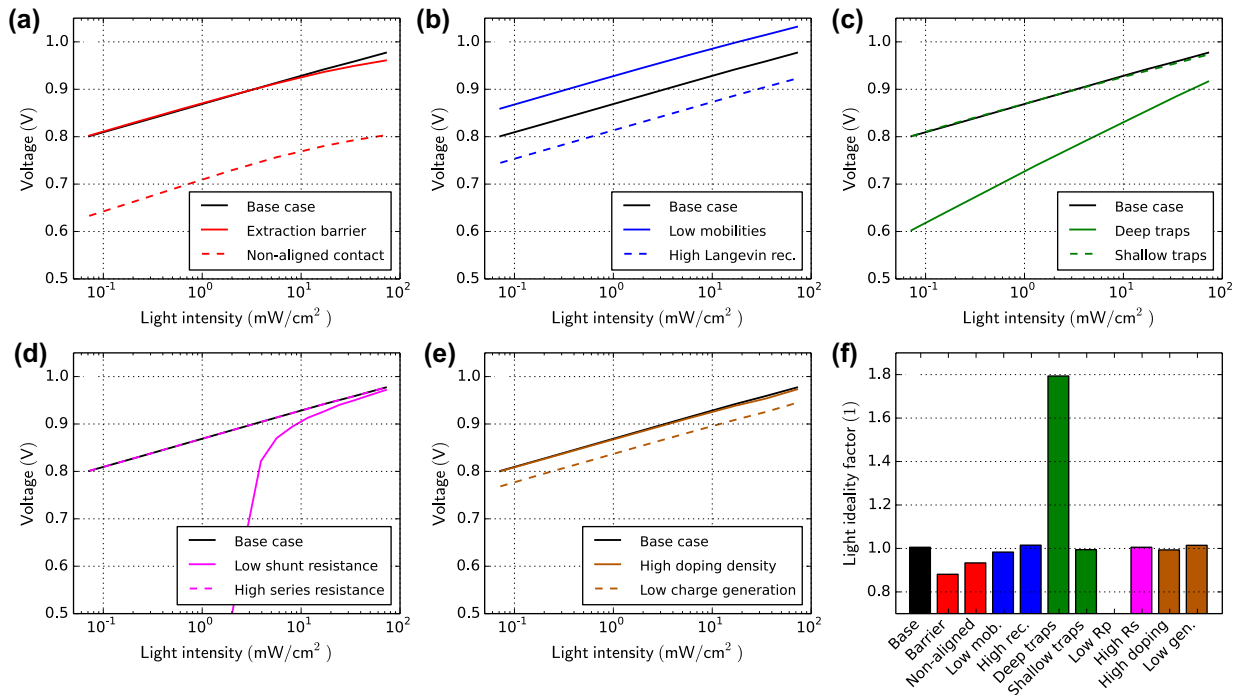 (a)
1.0
0.9
0.8
0.7
0.6
0.5
Voltage (V)
Base case
Extraction barrier
Non-aligned contact
10⁻¹ 10⁰ 10¹ 10²
Light intensity (mW/cm²)
(b)
1.0
0.9
0.8
0.7
0.6
0.5
Voltage (V)
Base case
Low mobilities
High Langevin rec.
10⁻¹ 10⁰ 10¹ 10²
Light intensity (mW/cm²)
(c)
1.0
0.9
0.8
0.7
0.6
0.5
Voltage (V)
Base case
Deep traps
Shallow traps
10⁻¹ 10⁰ 10¹ 10²
Light intensity (mW/cm²)
(d)
1.0
0.9
0.8
0.7
0.6
0.5
Voltage (V)
Base case
Low shunt resistance
High series resistance
10⁻¹ 10⁰ 10¹ 10²
Light intensity (mW/cm²)
(e)
1.0
0.9
0.8
0.7
0.6
0.5
Voltage (V)
Base case
High doping density
Low charge generation
10⁻¹ 10⁰ 10¹ 10²
Light intensity (mW/cm²)
(f)
1.8
1.6
1.4
1.2
1.0
0.8
Light ideality factor (1)
Base
Barrier
Non-aligned
Low mob.
High rec.
Deep traps
Shallow traps
Low Rp
High Rs
High doping
Low gen.